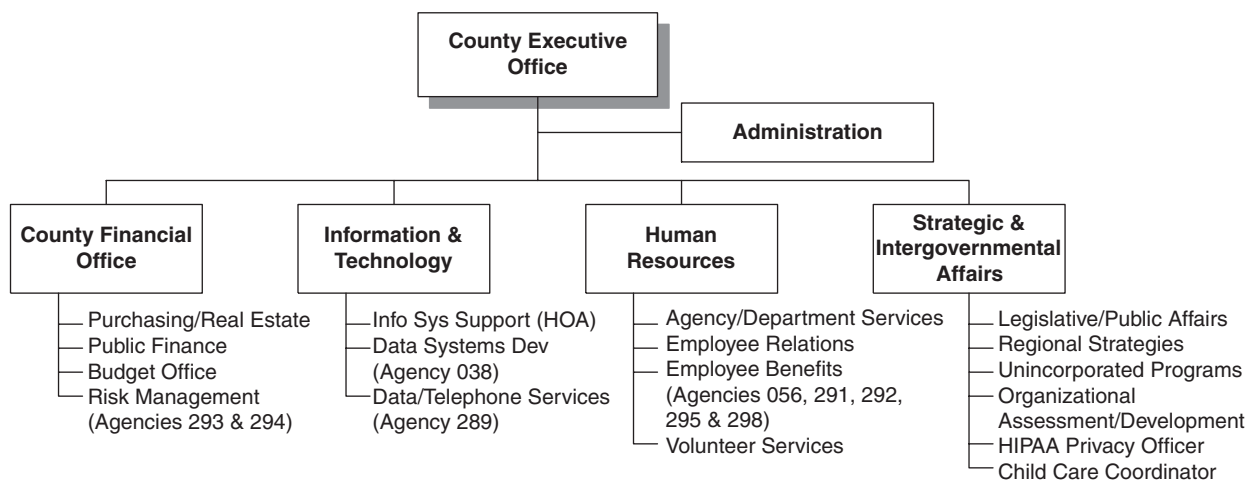 County Executive
Office
Administration
County Financial
Office
Purchasing/Real Estate
Public Finance
Budget Office
Risk Management
(Agencies 293 & 294)
Information &
Technology
Info Sys Support (HOA)
Data Systems Dev
(Agency 038)
Data/Telephone Services
(Agency 289)
Human
Resources
Agency/Department Services
Employee Relations
Employee Benefits
(Agencies 056, 291, 292,
295 & 298)
Volunteer Services
Strategic &
Intergovernmental
Affairs
Legislative/Public Affairs
Regional Strategies
Unincorporated Programs
Organizational
Assessment/Development
HIPAA Privacy Officer
Child Care Coordinator